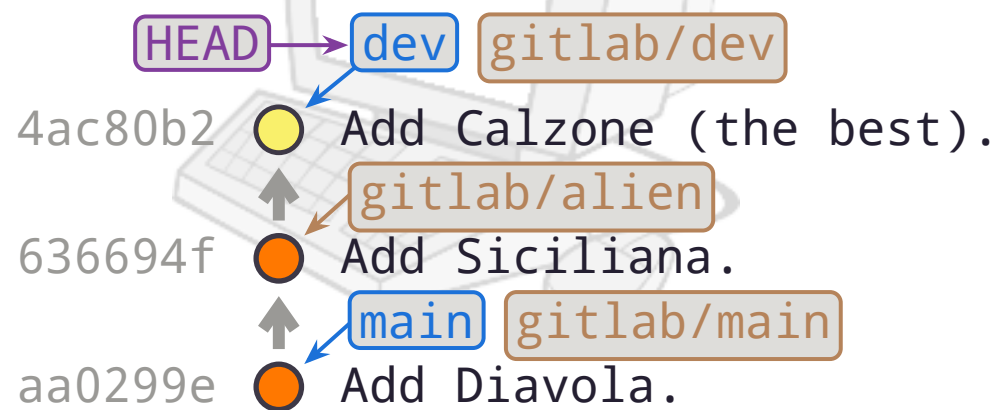 HEAD dev gitlab/dev
4ac80b2 Add Calzone (the best).
gitlab/alien
636694f Add Siciliana.
main gitlab/main
aa0299e Add Diavola.